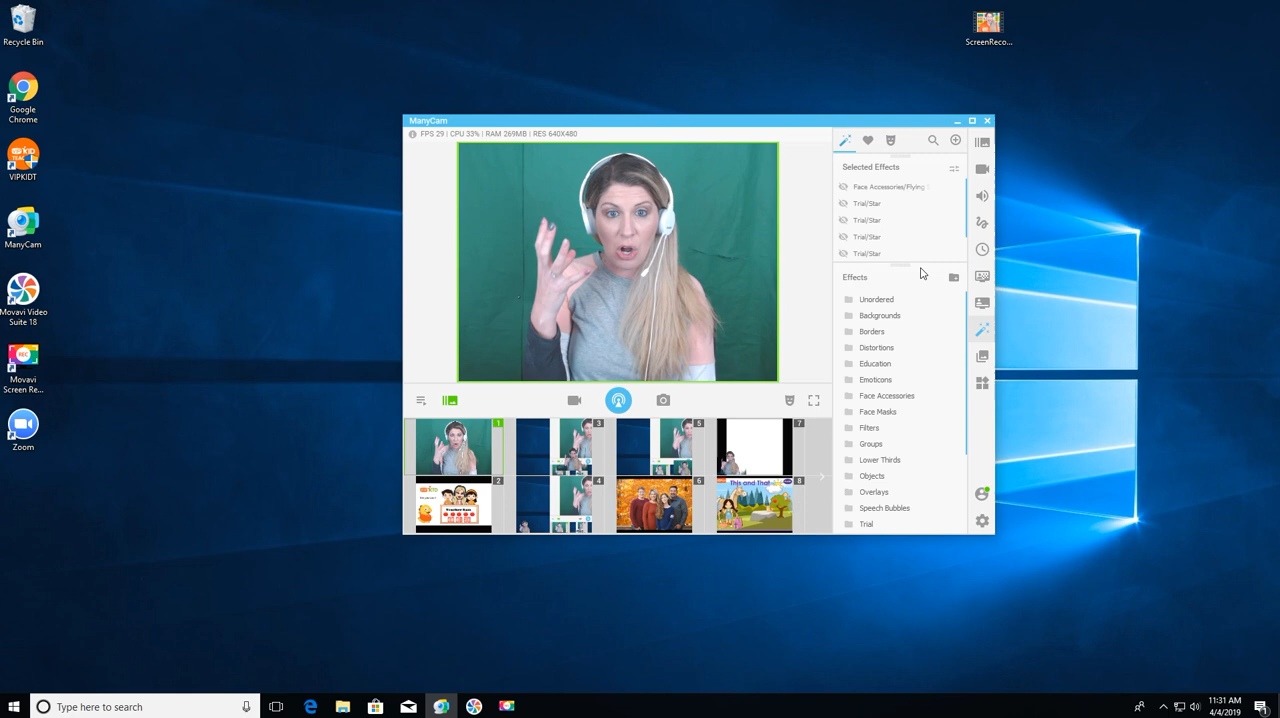 Recycle Bin
Google
Chrome
VIPKIDT
ManyCam
Movavi Video
Suite 18
Movavi Screen Re...
Zoom
ScreenReco...
ManyCam
FPS 29 | CPU 33% | RAM 269MB | RES 640X480
Selected Effects
Face Accessories/Flying
Trial/Star
Trial/Star
Trial/Star
Trial/Star
Effects
Unordered
Backgrounds
Borders
Distortions
Education
Emoticons
Face Accessories
Face Masks
Filters
Groups
Lower Thirds
Objects
Overlays
Speech Bubbles
Trial
1
3
5
7
2
4
6
8
This and That
Type here to search
11:31 AM
4/4/2019